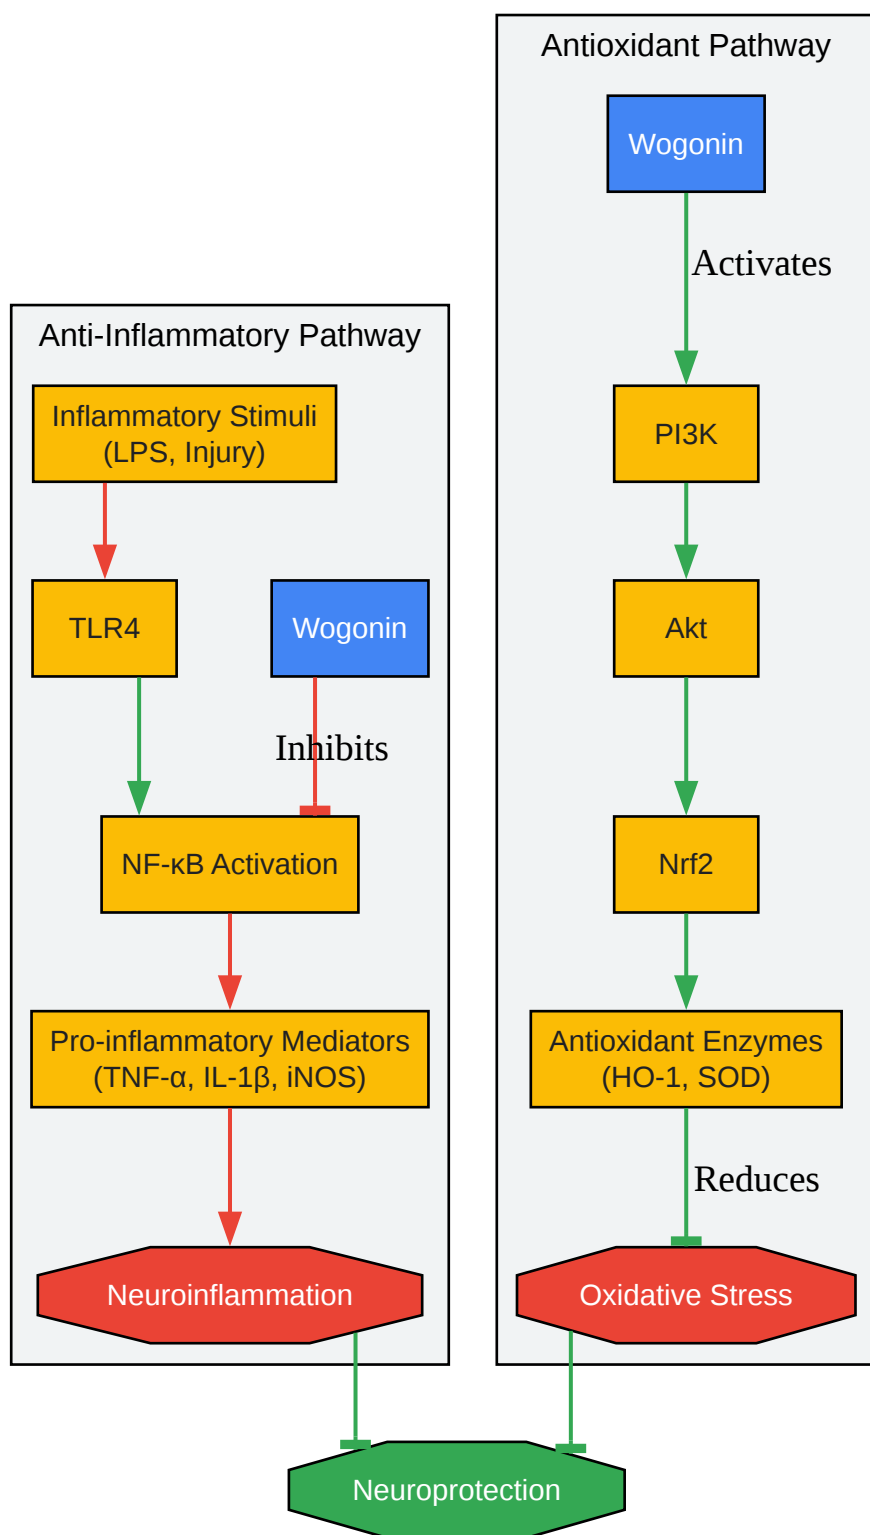 Antioxidant Pathway
Wogonin
Activates
PI3K
Akt
Nrf2
Antioxidant Enzymes
(HO-1, SOD)
Reduces
Oxidative Stress
Anti-Inflammatory Pathway
Inflammatory Stimuli
(LPS, Injury)
TLR4
Wogonin
Inhibits
NF-κB Activation
Pro-inflammatory Mediators
(TNF-α, IL-1β, iNOS)
Neuroinflammation
Neuroprotection